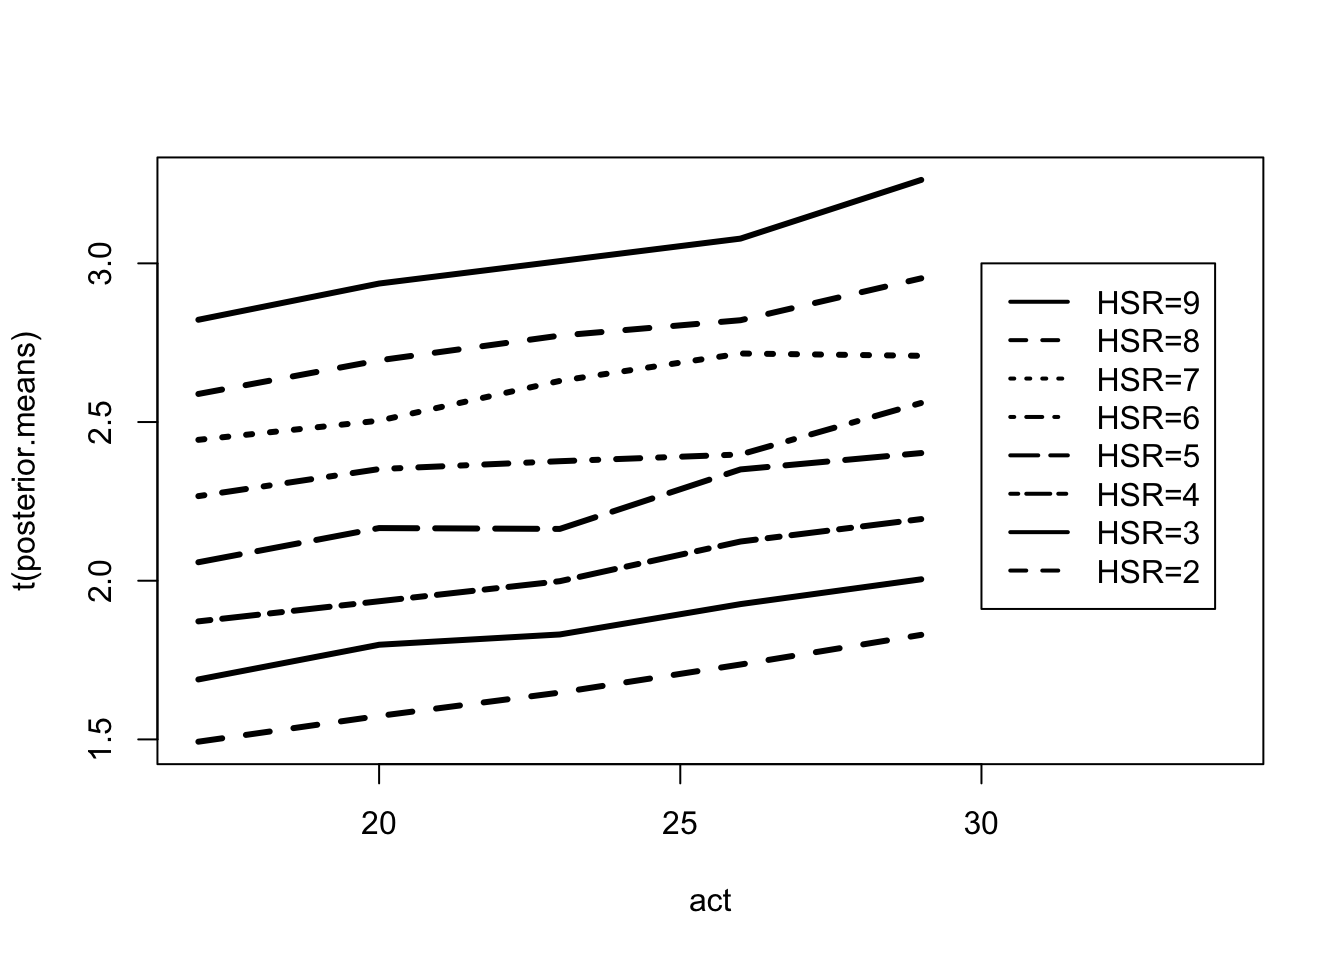 t(posterior.means)
3.0
2.5
2.0
1.5
HSR=9
HSR=8
HSR=7
HSR=6
HSR=5
HSR=4
HSR=3
HSR=2
20
25
30
act